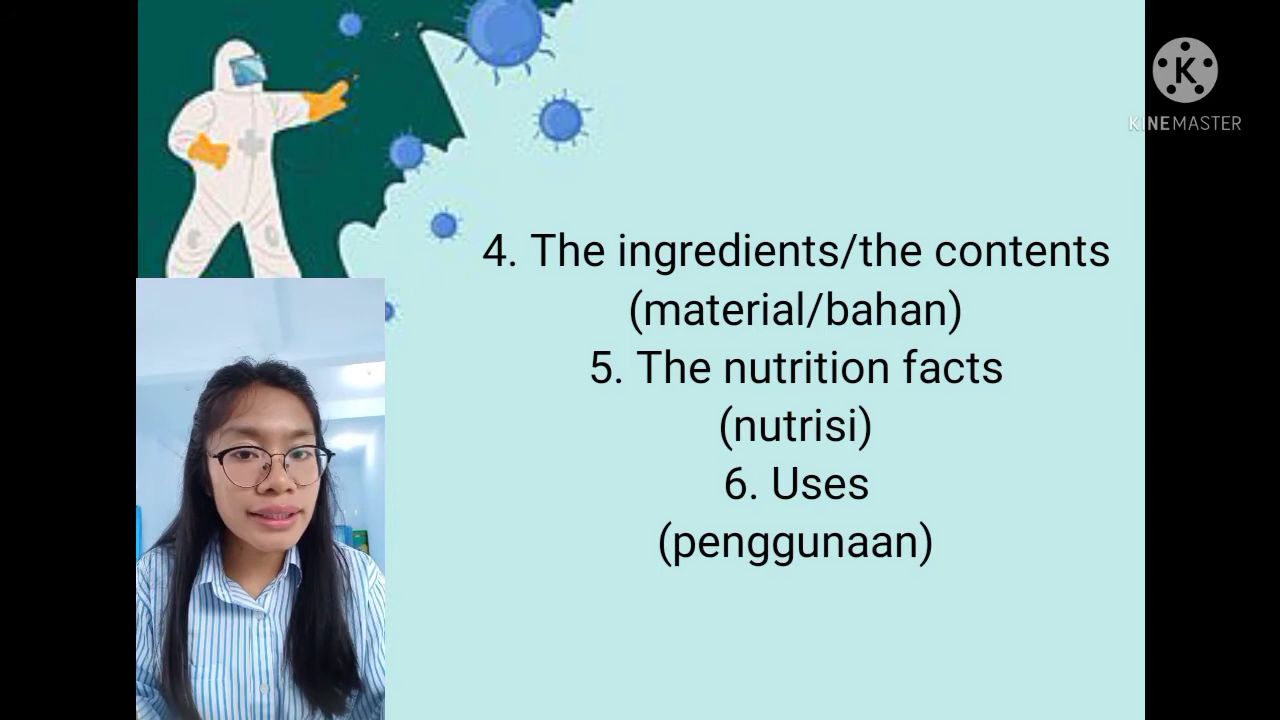 4. The ingredients/the contents
(material/bahan)
5. The nutrition facts
(nutrisi)
6. Uses
(penggunaan)
K
KINEMASTER